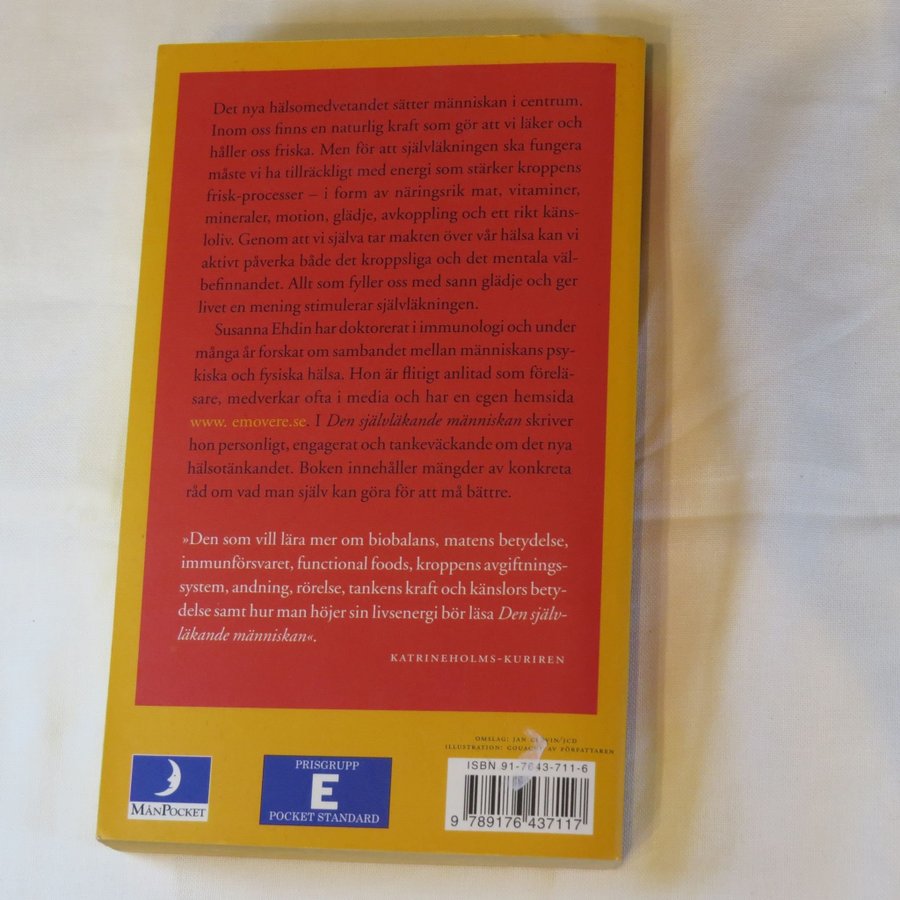 Det nya hälsomedvetandet sätter människan i centrum.
Inom oss finns en naturlig kraft som gör att vi läker och
håller oss friska. Men för att självläkningen ska fungera
måste vi ha tillräckligt med energi som stärker kroppens
frisk-processer – i form av näringsrik mat, vitaminer,
mineraler, motion, glädje, avkoppling och ett rikt käns-
loliv. Genom att vi själva tar makten över vår hälsa kan vi
aktivt påverka både det kroppsliga och det mentala väl-
befinnandet. Allt som fyller oss med sann glädje och ger
livet en mening stimulerar självläkningen.
Susanna Ehdin har doktorerat i immunologi och under
många år forskat om sambandet mellan människans psy-
kiska och fysiska hälsa. Hon är flitigt anlitad som förelä-
sare, medverkar ofta i media och har en egen hemsida
www. emovere.se. I Den självläkande människan skriver
hon personligt, engagerat och tankeväckande om det nya
hälsotänkandet. Boken innehåller mängder av konkreta
råd om vad man själv kan göra för att må bättre.
»Den som vill lära mer om biobalans, matens betydelse,
immunförsvaret, functional foods, kroppens avgiftnings-
system, andning, rörelse, tankens kraft och känslors bety-
delse samt hur man höjer sin livsenergi bör läsa Den själv-
läkande människan«.
KATRINEHOLMS-KURIREN
OMSLAG: JAN /JCD
ILLUSTRATION: AV FÖRFATTAREN
MÅNPOCKET
PRISGRUPP
E
POCKET STANDARD
ISBN 91-7643-711-6
9 789176 437117